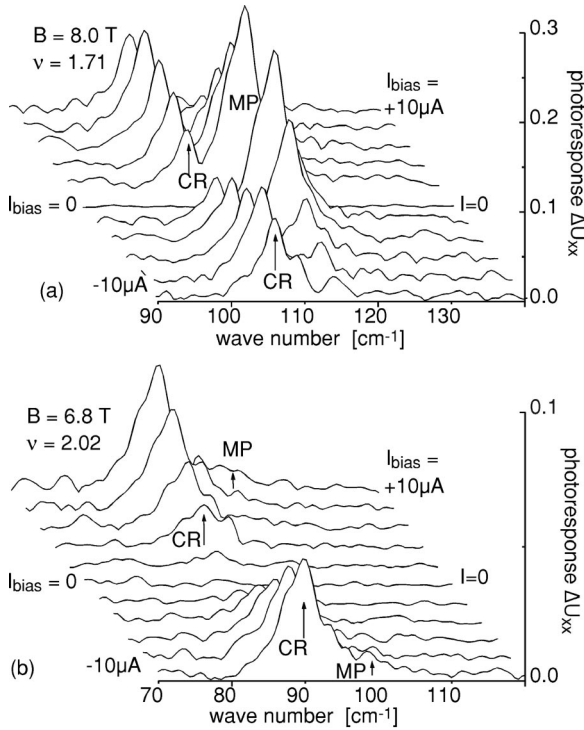 B = 8.0 T
ν = 1.71
MP
I_bias =
+10μA
CR
I_bias = 0
I=0
CR
-10μA
(a)
0.3
0.2
0.1
0.0
photoresponse ΔU_xx
90 100 110 120 130
wave number [cm⁻¹]
B = 6.8 T
ν = 2.02
MP
I_bias =
+10μA
CR
I_bias = 0
I=0
CR
-10μA
MP
(b)
0.1
0.0
photoresponse ΔU_xx
70 80 90 100 110
wave number [cm⁻¹]